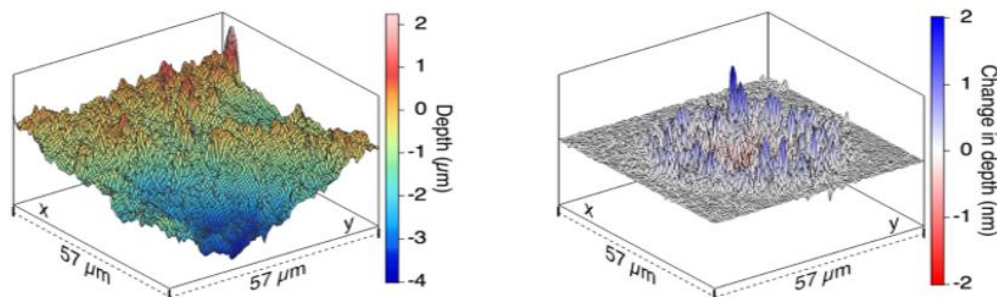 2
1
0
-1
-2
-3
-4
Depth (µm)
x
y
57 µm
57 µm
2
1
0
-1
-2
Change in depth (nm)
x
y
57 µm
57 µm